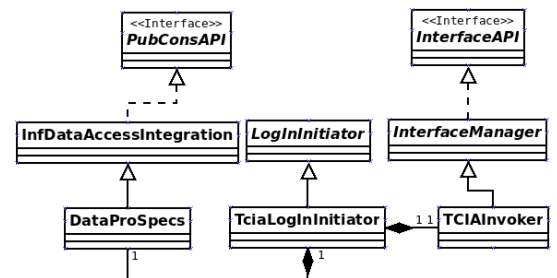 <<Interface>>
PubConsAPI
<<Interface>>
InterfaceAPI
InfDataAccessIntegration
LogInInitiator
InterfaceManager
DataProSpecs
TciaLogInInitiator
1 1
TCIAInvoker
1
1